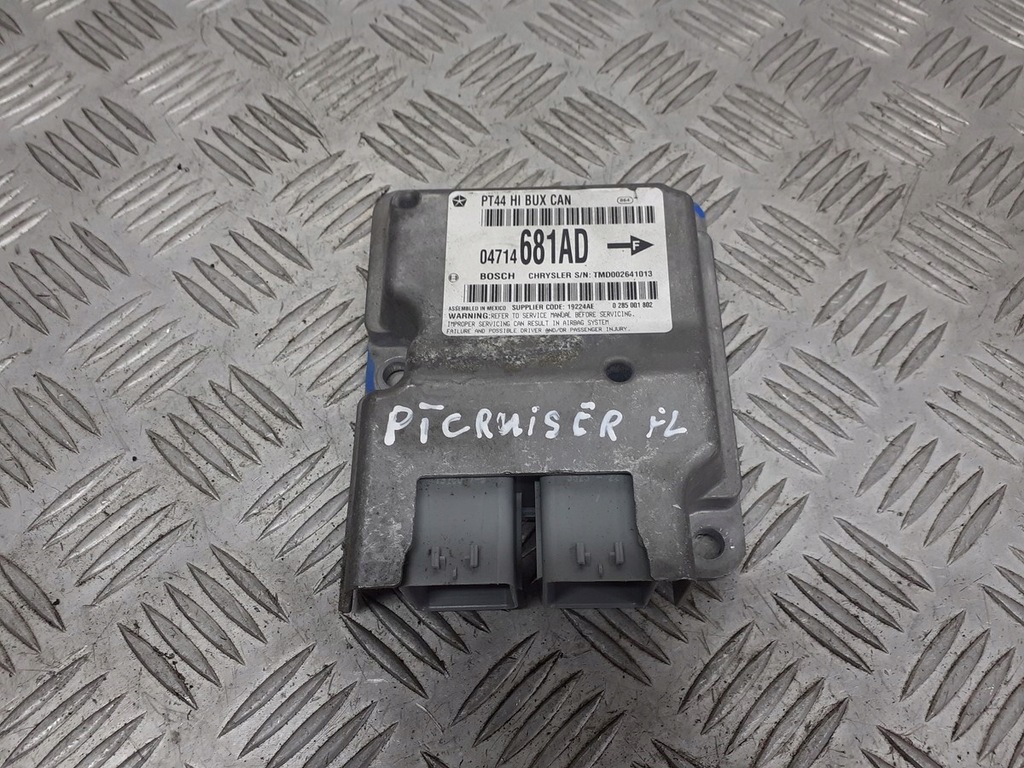 PT44 HI BUX CAN 864
04714 681AD F
BOSCH CHRYSLER S/N: TMD002641013
ASSEMBLED IN MEXICO SUPPLIER CODE: 19224AE 0 285 001 802
WARNING:REFER TO SERVICE MANUAL BEFORE SERVICING.
IMPROPER SERVICING CAN RESULT IN AIRBAG SYSTEM
FAILURE AND POSSIBLE DRIVER AND/OR PASSENGER INJURY.
PTCRUISER